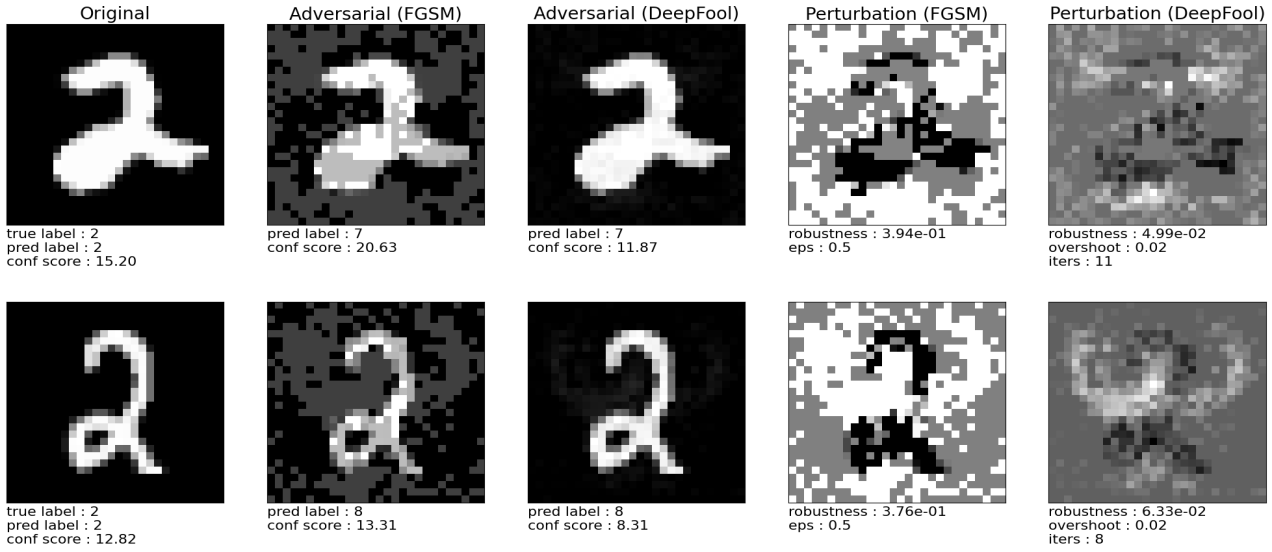 Original
Adversarial (FGSM)
Adversarial (DeepFool)
Perturbation (FGSM)
Perturbation (DeepFool)
true label : 2
pred label : 2
conf score : 15.20
pred label : 7
conf score : 20.63
pred label : 7
conf score : 11.87
robustness : 3.94e-01
eps : 0.5
robustness : 4.99e-02
overshoot : 0.02
iters : 11
true label : 2
pred label : 2
conf score : 12.82
pred label : 8
conf score : 13.31
pred label : 8
conf score : 8.31
robustness : 3.76e-01
eps : 0.5
robustness : 6.33e-02
overshoot : 0.02
iters : 8